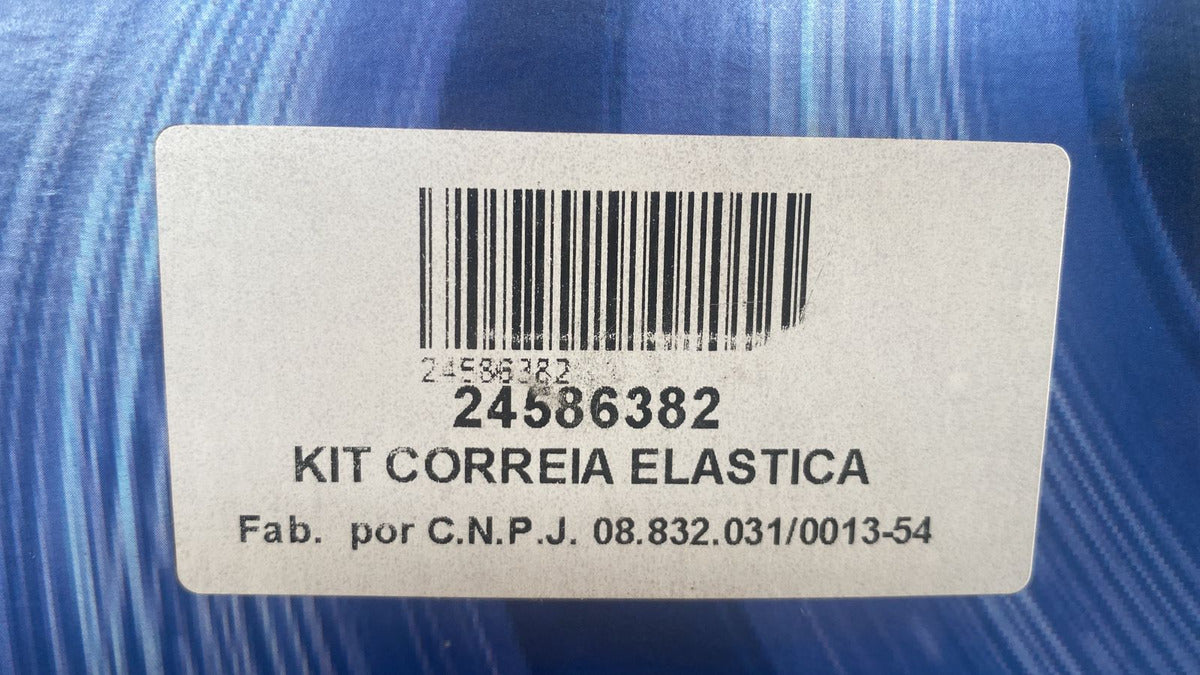 24586382
24586382
KIT CORREIA ELASTICA
Fab. por C.N.P.J. 08.832.031/0013-54